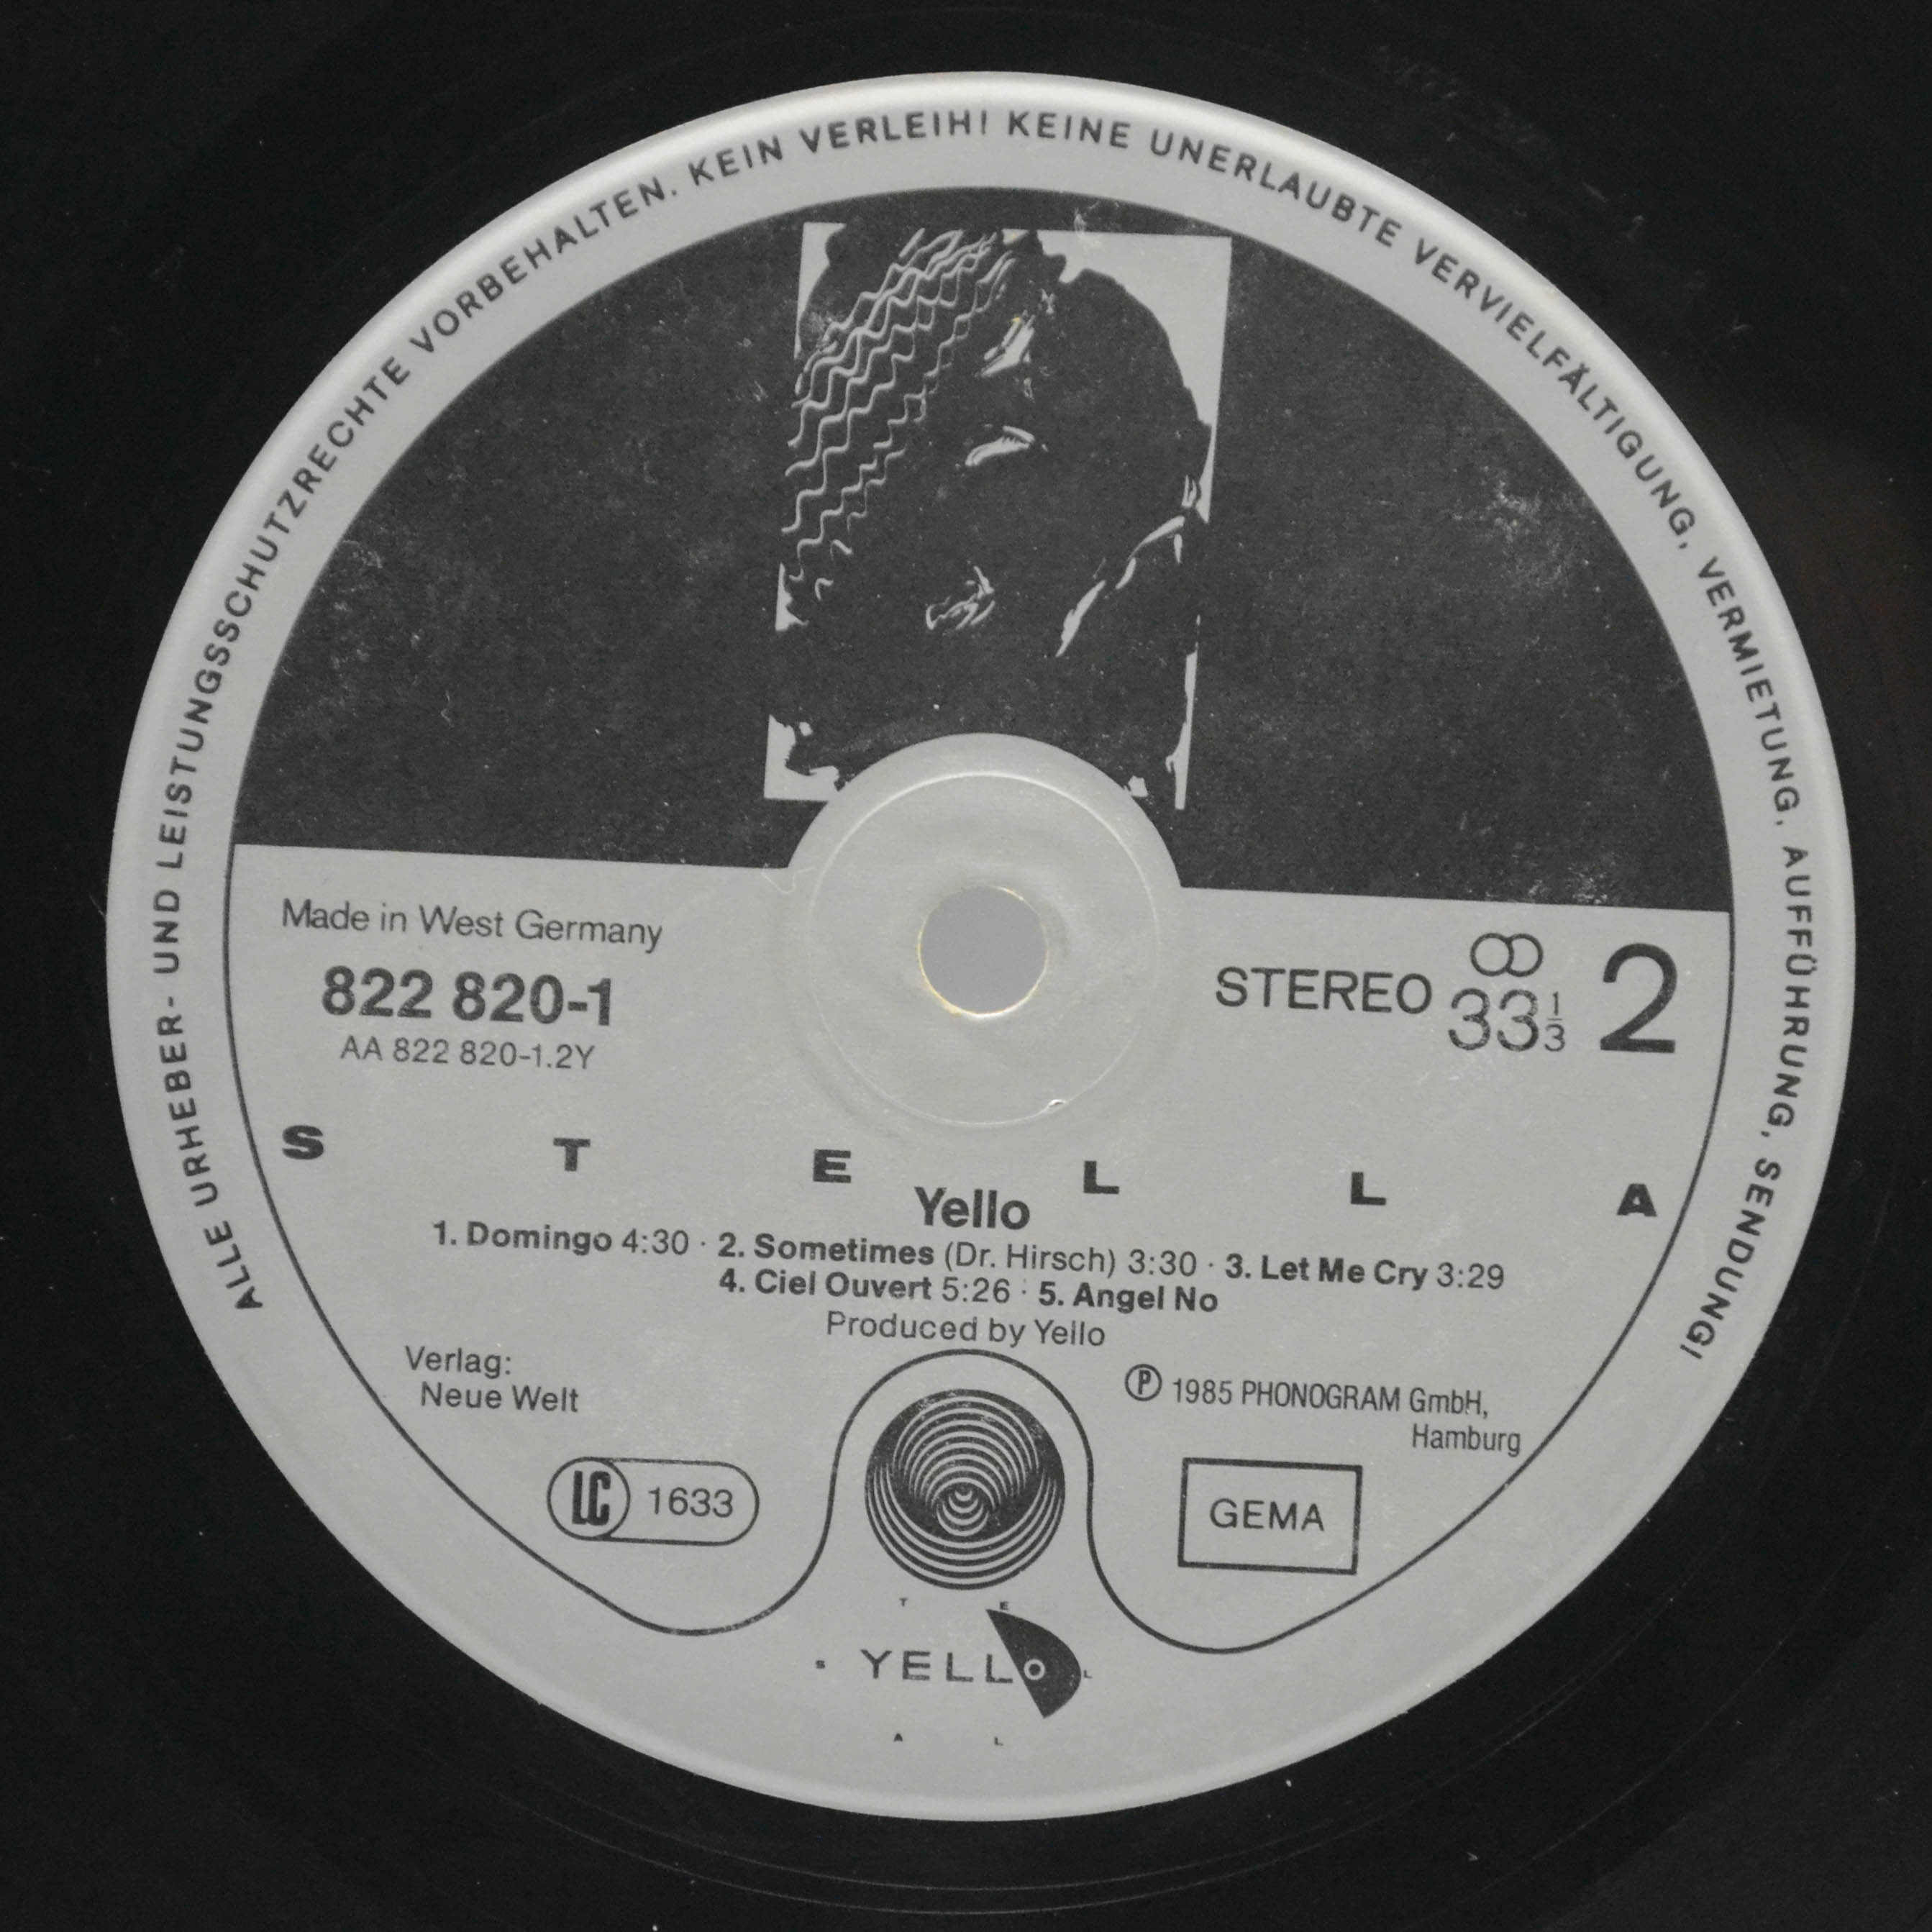 ALLE URHEBER- UND LEISTUNGSSCHUTZRECHTE VORBEHALTEN. KEIN VERLEIH! KEINE UNERLAUBTE VERVIELFÄLTIGUNG, VERMIETUNG, AUFFÜHRUNG, SENDUNG!
Made in West Germany
822 820-1
AA 822 820-1.2Y
STEREO 33 1/3 2
S T E L L A
Yello
1. Domingo 4:30 · 2. Sometimes (Dr. Hirsch) 3:30 · 3. Let Me Cry 3:29
4. Ciel Ouvert 5:26 · 5. Angel No
Produced by Yello
Verlag:
Neue Welt
℗ 1985 PHONOGRAM GmbH,
Hamburg
LC 1633
GEMA
T E
S YELLO L
A L